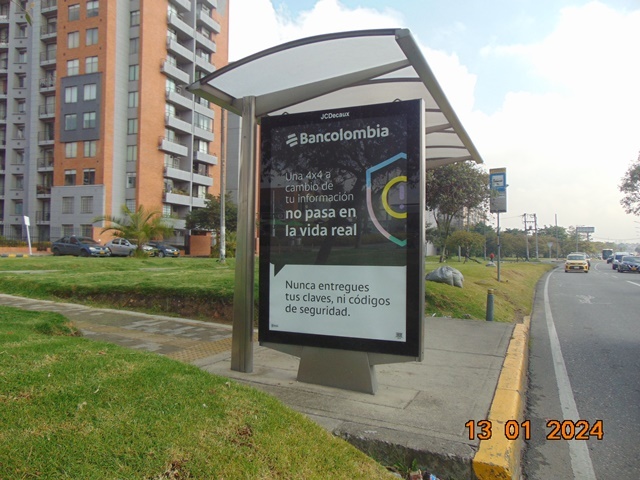 JCDecaux
Bancolombia
Una 4x4 a
cambio de
tu información
no pasa en
la vida real
Nunca entregues
tus claves, ni códigos
de seguridad.
13 01 2024